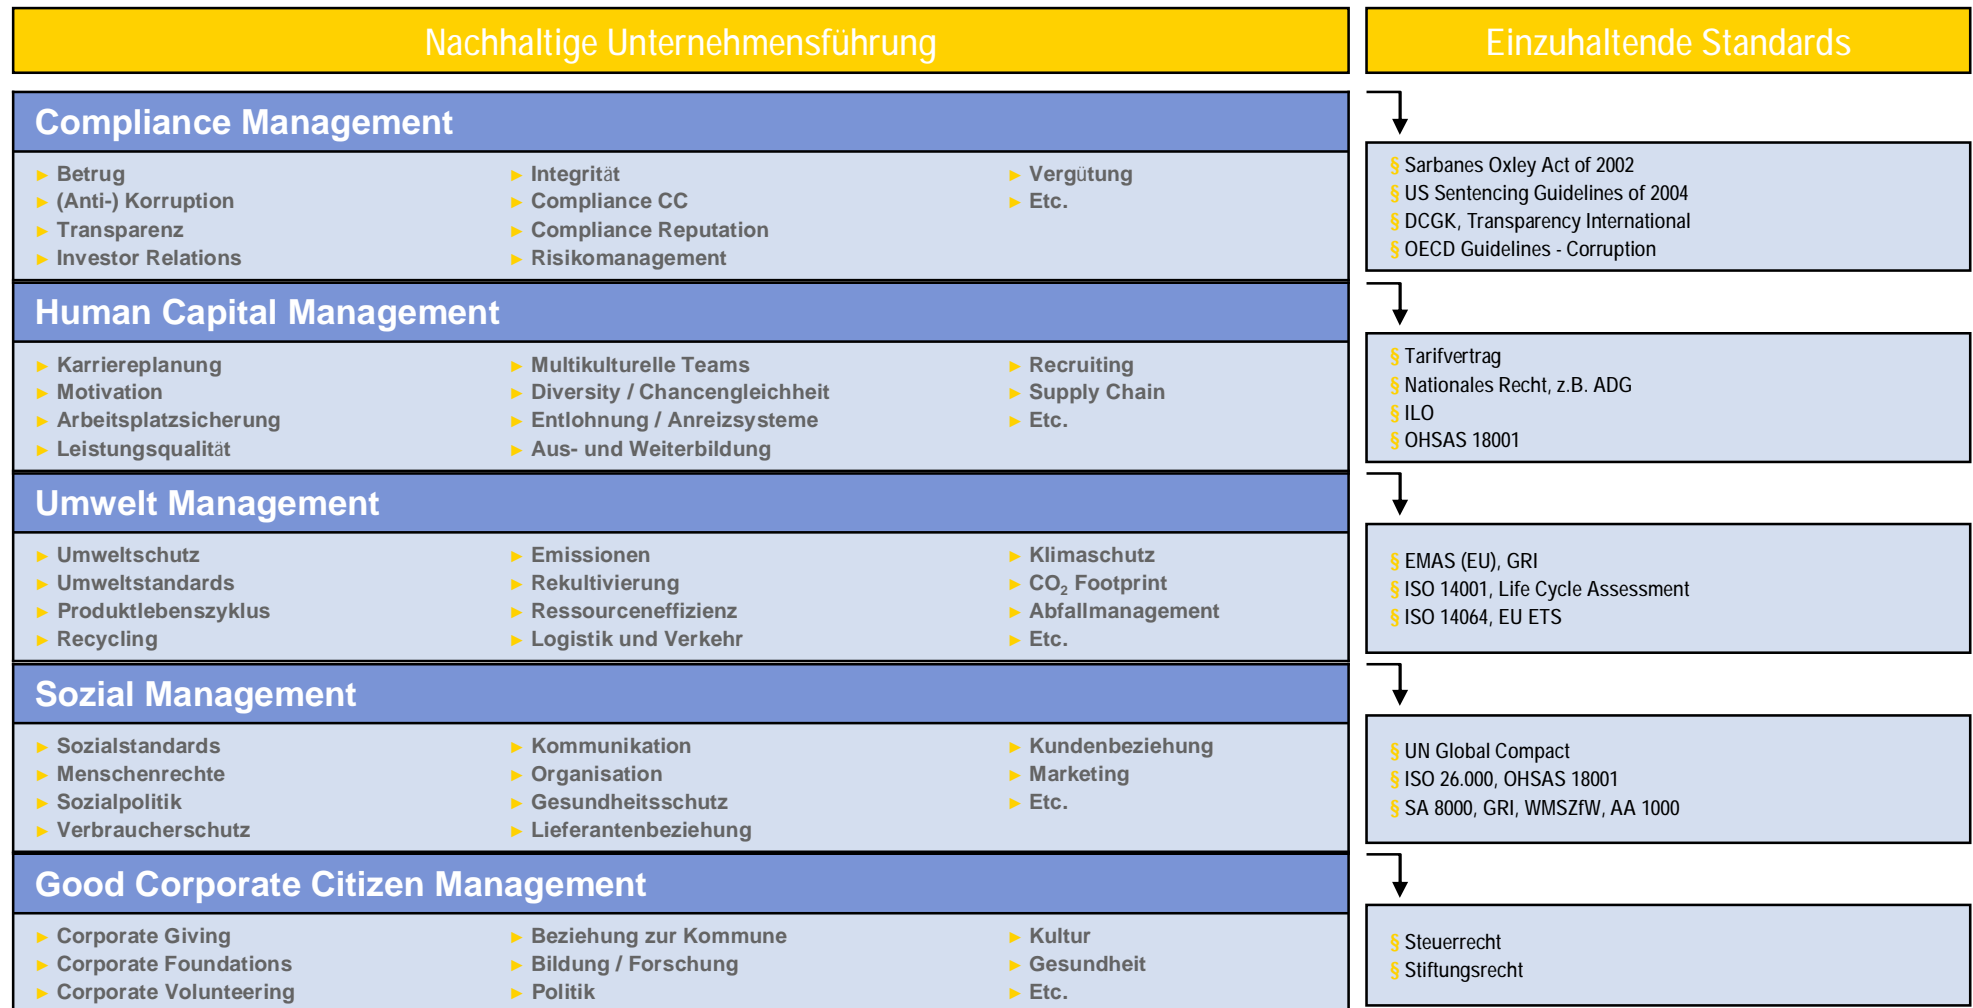 Nachhaltige Unternehmensführung
Einzuhaltende Standards
Compliance Management
► Betrug
► (Anti-) Korruption
► Transparenz
► Investor Relations
► Integrität
► Compliance CC
► Compliance Reputation
► Risikomanagement
► Vergütung
► Etc.
§ Sarbanes Oxley Act of 2002
§ US Sentencing Guidelines of 2004
§ DCGK, Transparency International
§ OECD Guidelines - Corruption
Human Capital Management
► Karriereplanung
► Motivation
► Arbeitsplatzsicherung
► Leistungsqualität
► Multikulturelle Teams
► Diversity / Chancengleichheit
► Entlohnung / Anreizsysteme
► Aus- und Weiterbildung
► Recruiting
► Supply Chain
► Etc.
§ Tarifvertrag
§ Nationales Recht, z.B. ADG
§ ILO
§ OHSAS 18001
Umwelt Management
► Umweltschutz
► Umweltstandards
► Produktlebenszyklus
► Recycling
► Emissionen
► Rekultivierung
► Ressourceneffizienz
► Logistik und Verkehr
► Klimaschutz
► CO₂ Footprint
► Abfallmanagement
► Etc.
§ EMAS (EU), GRI
§ ISO 14001, Life Cycle Assessment
§ ISO 14064, EU ETS
Sozial Management
► Sozialstandards
► Menschenrechte
► Sozialpolitik
► Verbraucherschutz
► Kommunikation
► Organisation
► Gesundheitsschutz
► Lieferantenbeziehung
► Kundenbeziehung
► Marketing
► Etc.
§ UN Global Compact
§ ISO 26.000, OHSAS 18001
§ SA 8000, GRI, WMSZfW, AA 1000
Good Corporate Citizen Management
► Corporate Giving
► Corporate Foundations
► Corporate Volunteering
► Beziehung zur Kommune
► Bildung / Forschung
► Politik
► Kultur
► Gesundheit
► Etc.
§ Steuerrecht
§ Stiftungsrecht